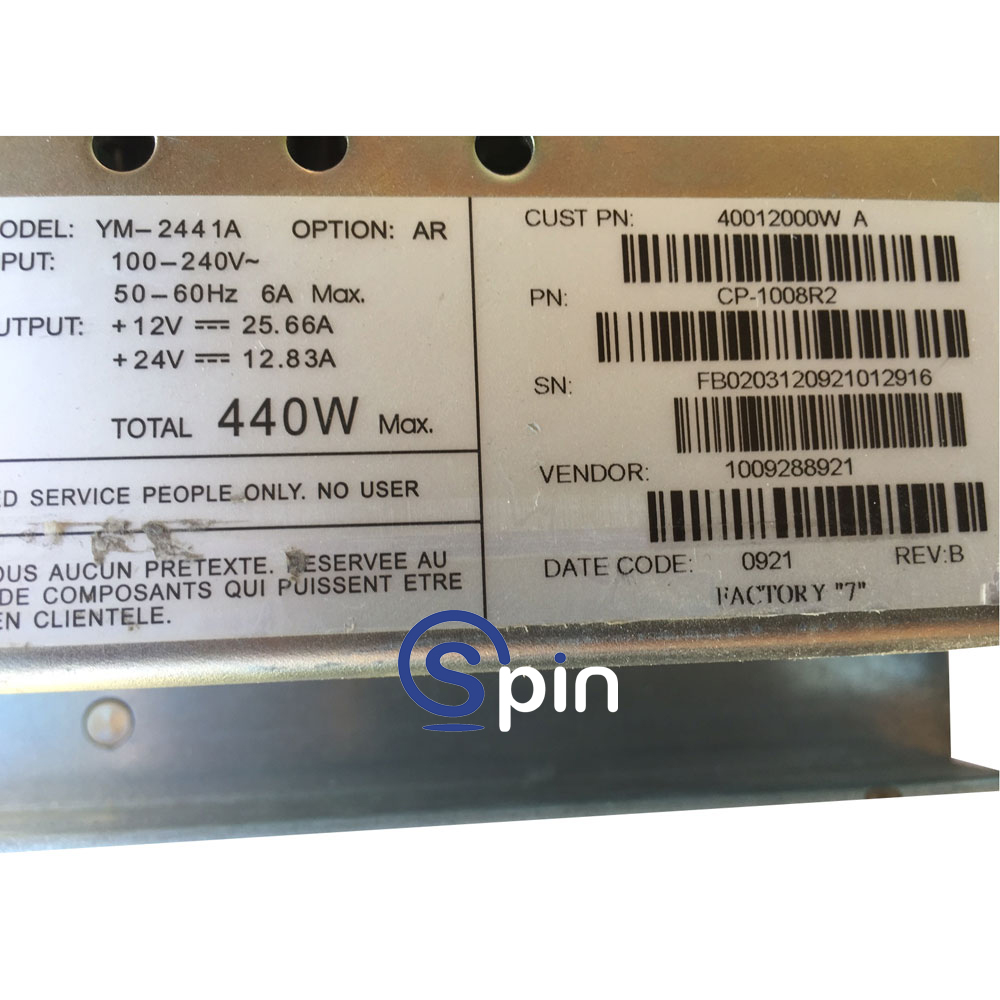 ODEL: YM-2441A OPTION: AR
PUT: 100-240V~
50-60Hz 6A Max.
UTPUT: +12V ⎓ 25.66A
+24V ⎓ 12.83A
TOTAL 440W Max.
ED SERVICE PEOPLE ONLY. NO USER
OUS AUCUN PRETEXTE. RESERVEE AU
DE COMPOSANTS QUI PUISSENT ETRE
EN CLIENTELE.
CUST PN: 40012000W A
PN: CP-1008R2
SN: FB0203120921012916
VENDOR: 1009288921
DATE CODE: 0921 REV:B
FACTORY "7"
Spin